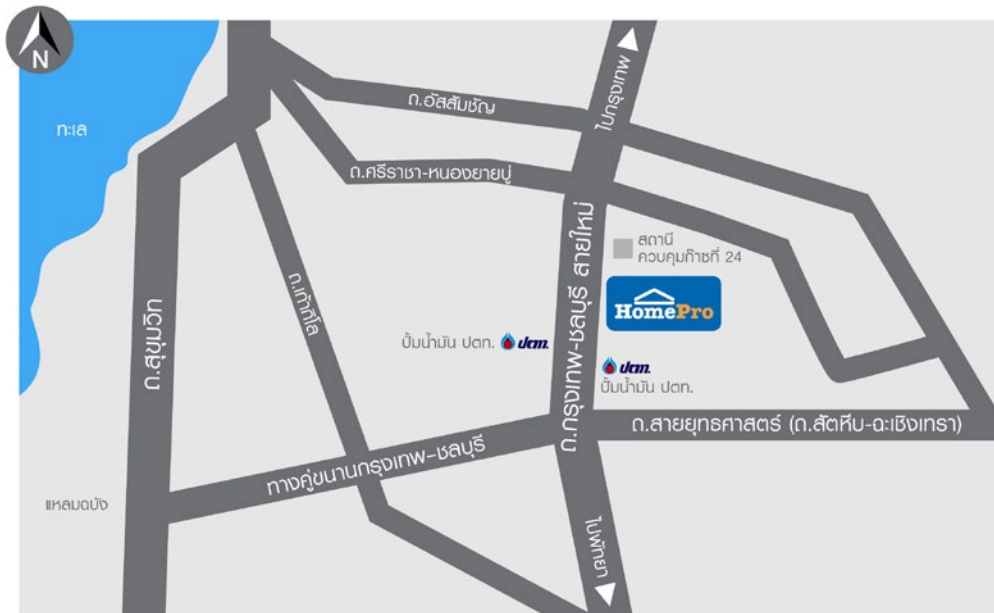 N
ทะเล
ถ.อัสสัมชัญ
ไปกรุงเทพ
ถ.ศรีราชา-หนองยายบู่
สถานี
ควบคุมก๊าซที่ 24
HomePro
ถ.กรุงเทพ-ชลบุรี สายใหม่
ถ.เก้ากิโล
ถ.สุขุมวิท
ปั้มน้ำมัน ปตท. ปตท.
ปตท.
ปั้มน้ำมัน ปตท.
ถ.สายยุทธศาสตร์ (ถ.สัตหีบ-ฉะเชิงเทรา)
ทางคู่ขนานกรุงเทพ-ชลบุรี
แหลมฉบัง
ไปพัทยา